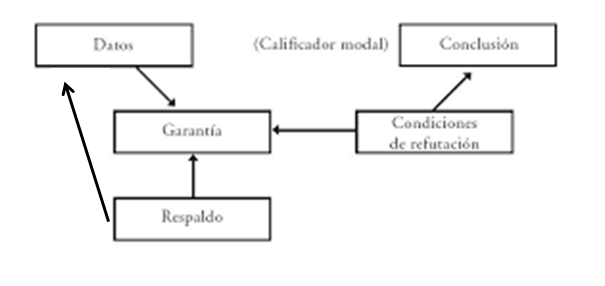 Datos
(Calificador modal)
Conclusión
Garantía
Condiciones
de refutación
Respaldo